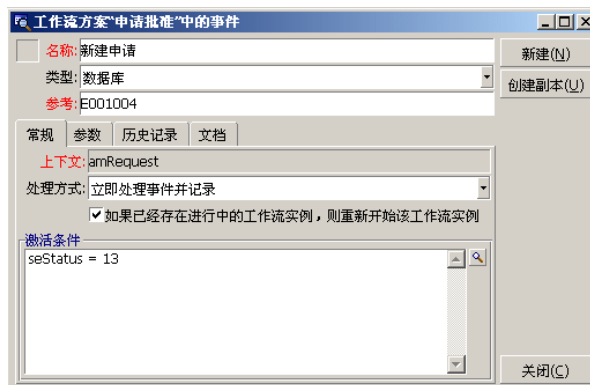 工作流方案“申请批准”中的事件
名称: 新建申请
新建(N)
类型: 数据库
创建副本(U)
参考: E001004
常规 参数 历史记录 文档
上下文: amRequest
处理方式: 立即处理事件并记录
如果已经存在进行中的工作流实例，则重新开始该工作流实例
激活条件
seStatus = 13
关闭(C)